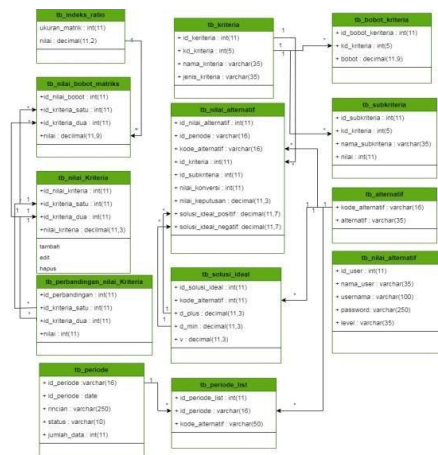 tb_indeks_ratio
ukuran_matrik : int(11)
nilai : decimal(11,2)
tb_nilai_bobot_matriks
+id_nilai_bobot : int(11)
+id_kriteria_satu : int(11)
+id_kriteria_dua : int(11)
+nilai : decimal(11,9)
tb_nilai_Kriteria
+id_nilai_kriteria : int(11)
+id_kriteria_satu : int(11)
+id_kriteria_dua : int(11)
+nilai_kriteria : decimal(11,3)
tambah
edit
hapus
tb_perbandingan_nilai_Kriteria
+id_perbandingan : int(11)
+id_kriteria_satu : int(11)
+id_kriteria_dua : int(11)
+nilai : int(11)
tb_periode
+ id_periode :varchar(16)
+ id_periode : date
+ rincian : varchar(250)
+ status : varchar(10)
+ jumlah_data : int(11)
tb_kriteria
+ id_kenteria : int(11)
+ kd_kriteria : int(5)
+ nama_kriteria : varchar(35)
+ jenis_kriteria : varchar(35)
tb_nilai_alternatif
+ id_nilai_alternatif : int(11)
+ id_periode : varchar(16)
+ kode_alternatif : varchar(16)
+ id_kriteria : int(11)
+ id_subkriteria : int(11)
+ nilai_konversi : int(11)
+ nilai_keputusan : decimal(11,3)
+ solusi_ideal_positif : decimal(11,7)
+ solusi_ideal_negatif : decimal(11,7)
tb_solusi_ideal
+ id_solusi_ideal : int(11)
+ kode_alternatif : int(11)
+ d_plus : decimal(11,3)
+ d_min : decimal(11,3)
+ v : decimal(11,3)
tb_periode_list
+ id_periode_list : int(11)
+ id_periode : varchar(16)
+ kode_alternatif : varchar(50)
tb_bobot_kriteria
+ id_bobot_kenteria : int(11)
+ kd_kriteria : int(5)
+ bobot : decimal(11,9)
tb_subkriteria
+ id_subkriteria : int(11)
+ kd_kriteria : int(5)
+ nama_subkriteria : varchar(35)
+ nilai : int(11)
tb_alternatif
+ kode_alternatif : varchar(16)
+ alternatif : varchar(35)
tb_nilai_alternatif
+ id_user : int(11)
+ nama_user : varchar(35)
+ usernama : varchar(100)
+ password : varchar(250)
+ level : varchar(35)